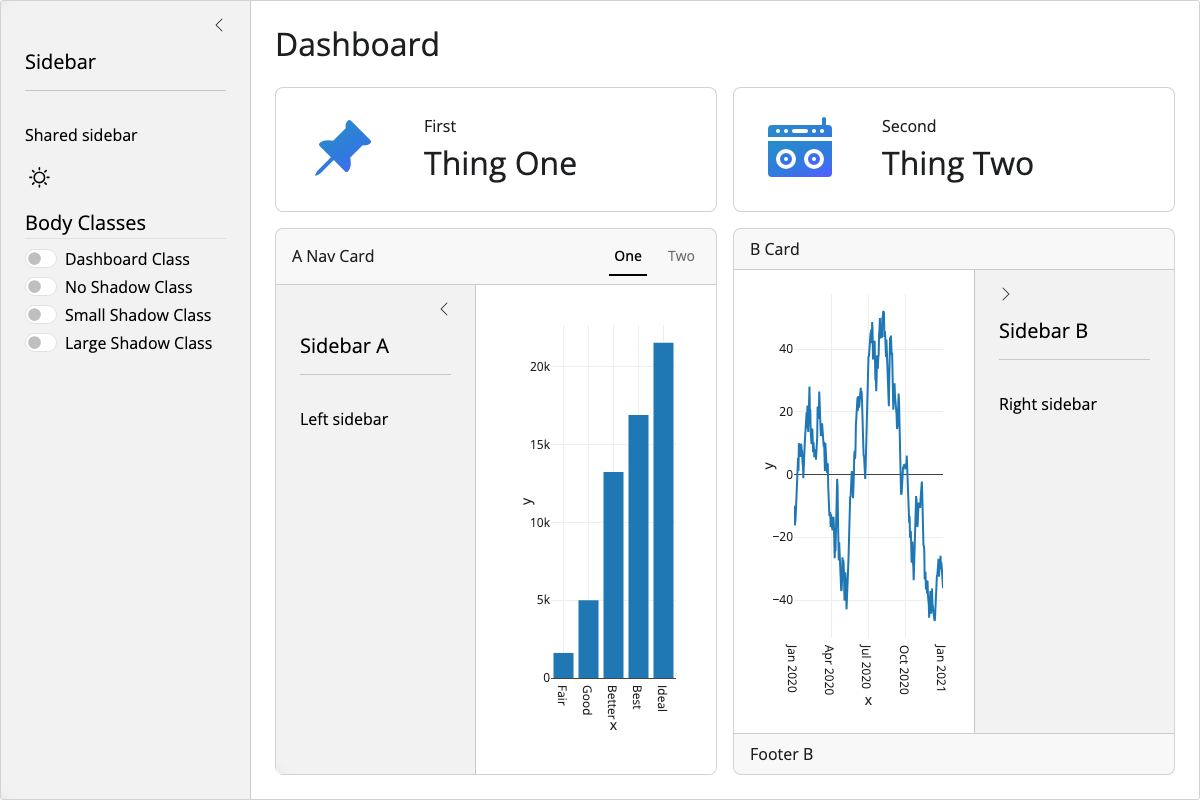 Sidebar
Shared sidebar
Body Classes
Dashboard Class
No Shadow Class
Small Shadow Class
Large Shadow Class
Dashboard
First
Thing One
Second
Thing Two
A Nav Card
One
Two
Sidebar A
Left sidebar
20k
15k
10k
5k
0
y
Fair
Good
Better
Best
Ideal
x
B Card
40
20
0
−20
−40
y
Jan 2020
Apr 2020
Jul 2020
Oct 2020
Jan 2021
x
Sidebar B
Right sidebar
Footer B